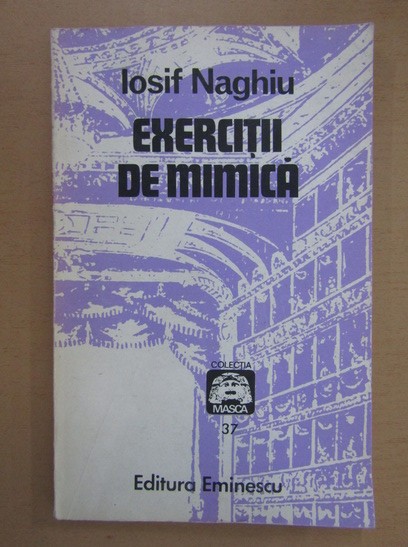 Iosif Naghiu
EXERCIȚII
DE MIMICĂ
COLECȚIA
MASCA
37
Editura Eminescu